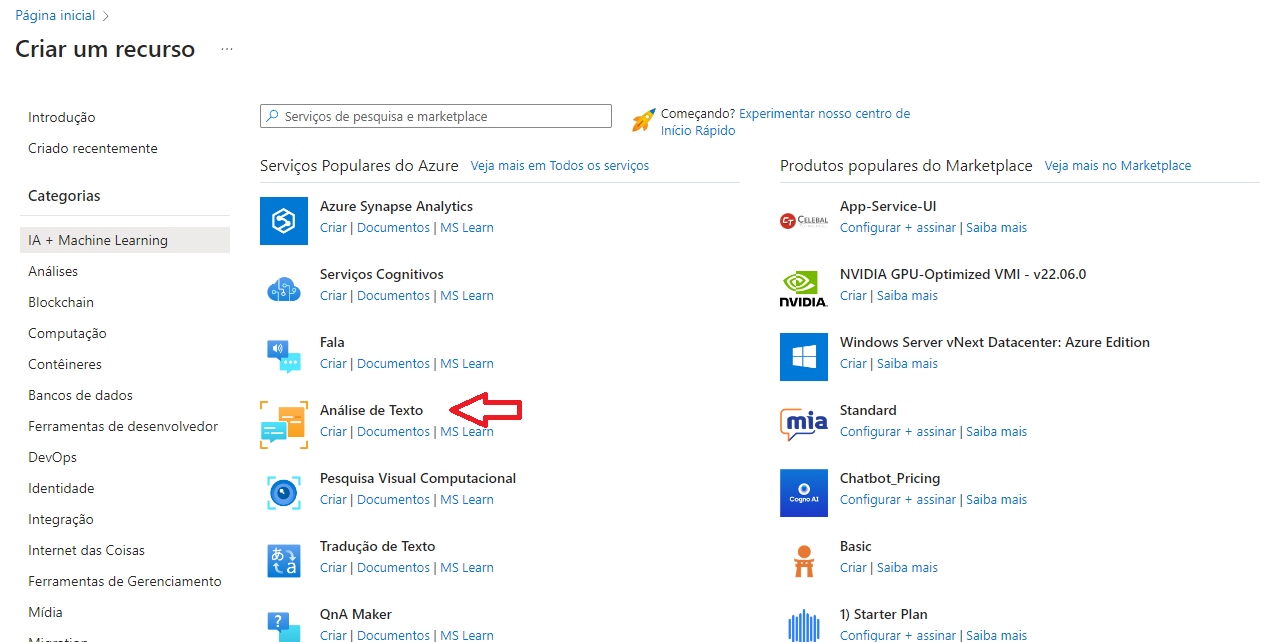 Página inicial >
Criar um recurso ...
Introdução
Criado recentemente
Categorias
IA + Machine Learning
Análises
Blockchain
Computação
Contêineres
Bancos de dados
Ferramentas de desenvolvedor
DevOps
Identidade
Integração
Internet das Coisas
Ferramentas de Gerenciamento
Mídia
Migration
Serviços de pesquisa e marketplace
Começando? Experimentar nosso centro de
Início Rápido
Serviços Populares do Azure Veja mais em Todos os serviços
Azure Synapse Analytics
Criar | Documentos | MS Learn
Serviços Cognitivos
Criar | Documentos | MS Learn
Fala
Criar | Documentos | MS Learn
Análise de Texto
Criar | Documentos | MS Learn
Pesquisa Visual Computacional
Criar | Documentos | MS Learn
あ a
Tradução de Texto
Criar | Documentos | MS Learn
?
QnA Maker
Criar | Documentos | MS Learn
Produtos populares do Marketplace Veja mais no Marketplace
CT CELEBAL
App-Service-UI
Configurar + assinar | Saiba mais
NVIDIA.
NVIDIA GPU-Optimized VMI - v22.06.0
Criar | Saiba mais
Windows Server vNext Datacenter: Azure Edition
Criar | Saiba mais
mia
Standard
Configurar + assinar | Saiba mais
Cogno AI
Chatbot_Pricing
Configurar + assinar | Saiba mais
Basic
Criar | Saiba mais
1) Starter Plan
Configurar + assinar | Saiba mais